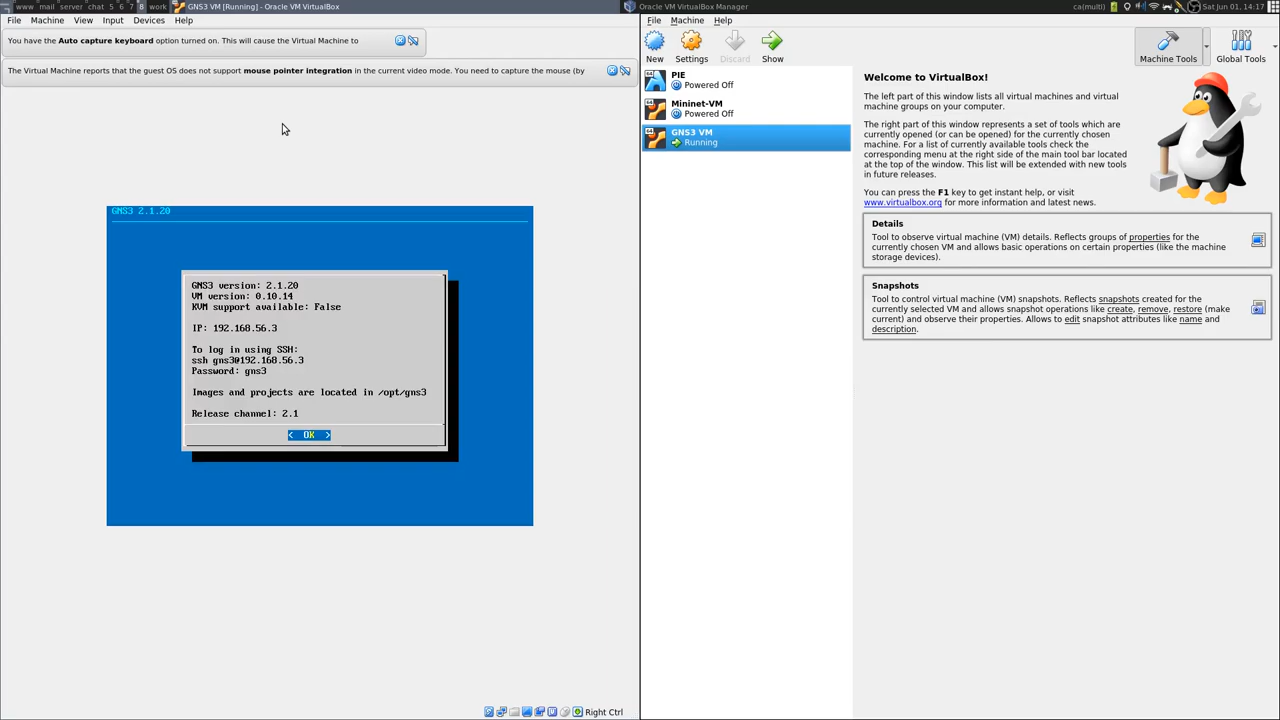 www mail server chat 5 6 7 8 work GNS3 VM [Running] - Oracle VM VirtualBox
Oracle VM VirtualBox Manager
ca(multi) Sat Jun 01, 14:17
File Machine View Input Devices Help
You have the Auto capture keyboard option turned on. This will cause the Virtual Machine to
The Virtual Machine reports that the guest OS does not support mouse pointer integration in the current video mode. You need to capture the mouse (by
GNS3 2.1.20
GNS3 version: 2.1.20
VM version: 0.10.14
KVM support available: False
IP: 192.168.56.3
To log in using SSH:
ssh gns3@192.168.56.3
Password: gns3
Images and projects are located in /opt/gns3
Release channel: 2.1
< OK >
Right Ctrl
File Machine Help
New Settings Discard Show
Machine Tools Global Tools
64 PIE
Powered Off
64 Mininet-VM
Powered Off
64 GNS3 VM
Running
Welcome to VirtualBox!
The left part of this window lists all virtual machines and virtual
machine groups on your computer.
The right part of this window represents a set of tools which are
currently opened (or can be opened) for the currently chosen
machine. For a list of currently available tools check the
corresponding menu at the right side of the main tool bar located
at the top of the window. This list will be extended with new tools
in future releases.
You can press the F1 key to get instant help, or visit
www.virtualbox.org for more information and latest news.
Details
Tool to observe virtual machine (VM) details. Reflects groups of properties for the
currently chosen VM and allows basic operations on certain properties (like the machine
storage devices).
Snapshots
Tool to control virtual machine (VM) snapshots. Reflects snapshots created for the
currently selected VM and allows snapshot operations like create, remove, restore (make
current) and observe their properties. Allows to edit snapshot attributes like name and
description.